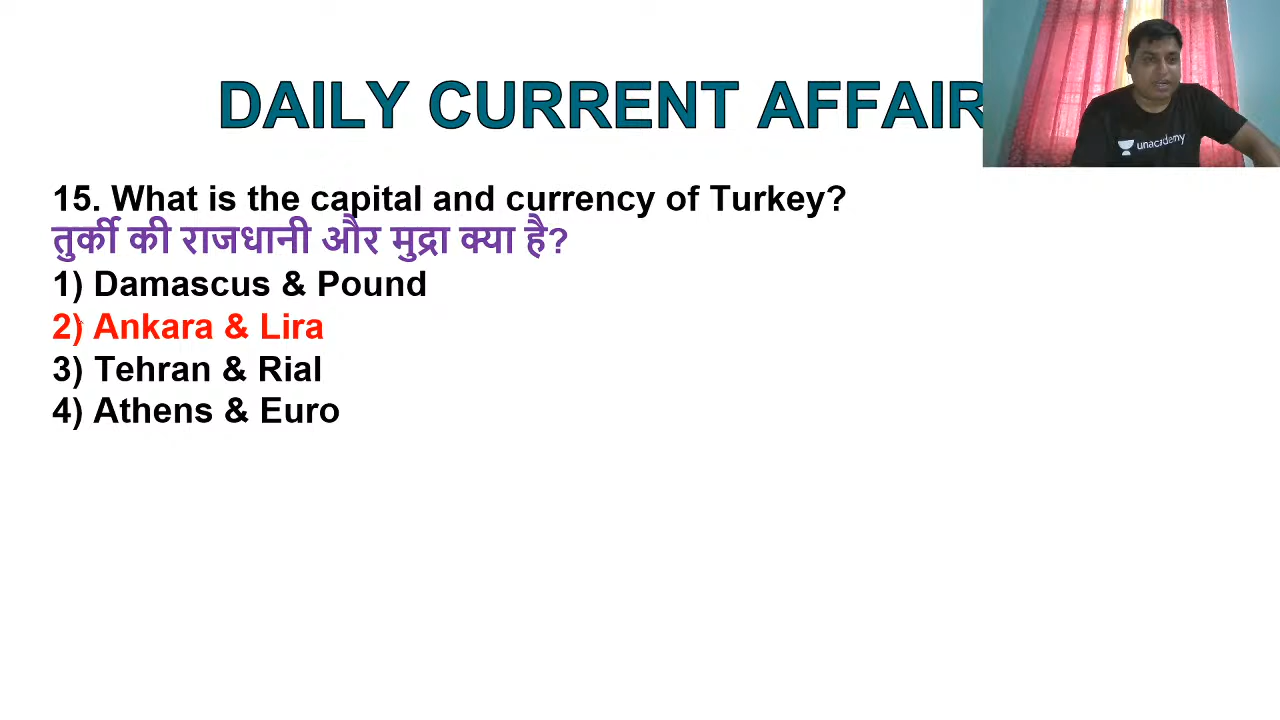 DAILY CURRENT AFFAIR
unacademy
15. What is the capital and currency of Turkey?
तुर्की की राजधानी और मुद्रा क्या है?
1) Damascus & Pound
2) Ankara & Lira
3) Tehran & Rial
4) Athens & Euro